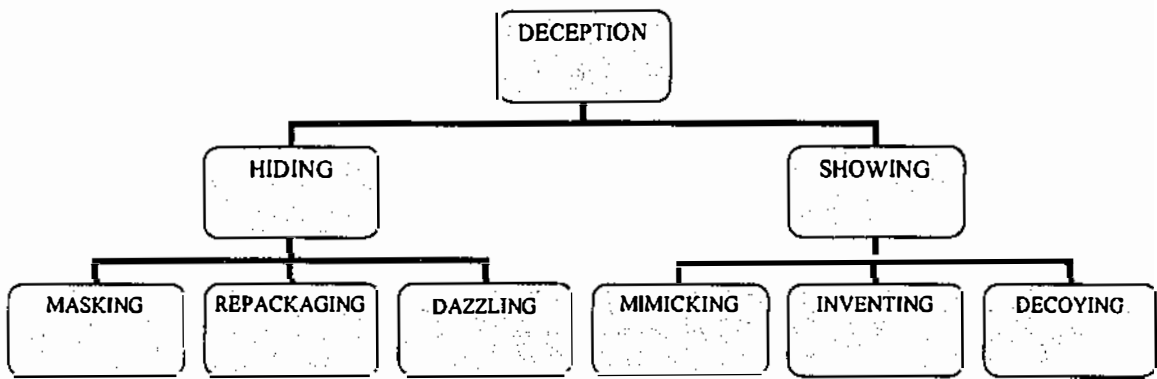 DECEPTION
HIDING
SHOWING
MASKING
REPACKAGING
DAZZLING
MIMICKING
INVENTING
DECOYING